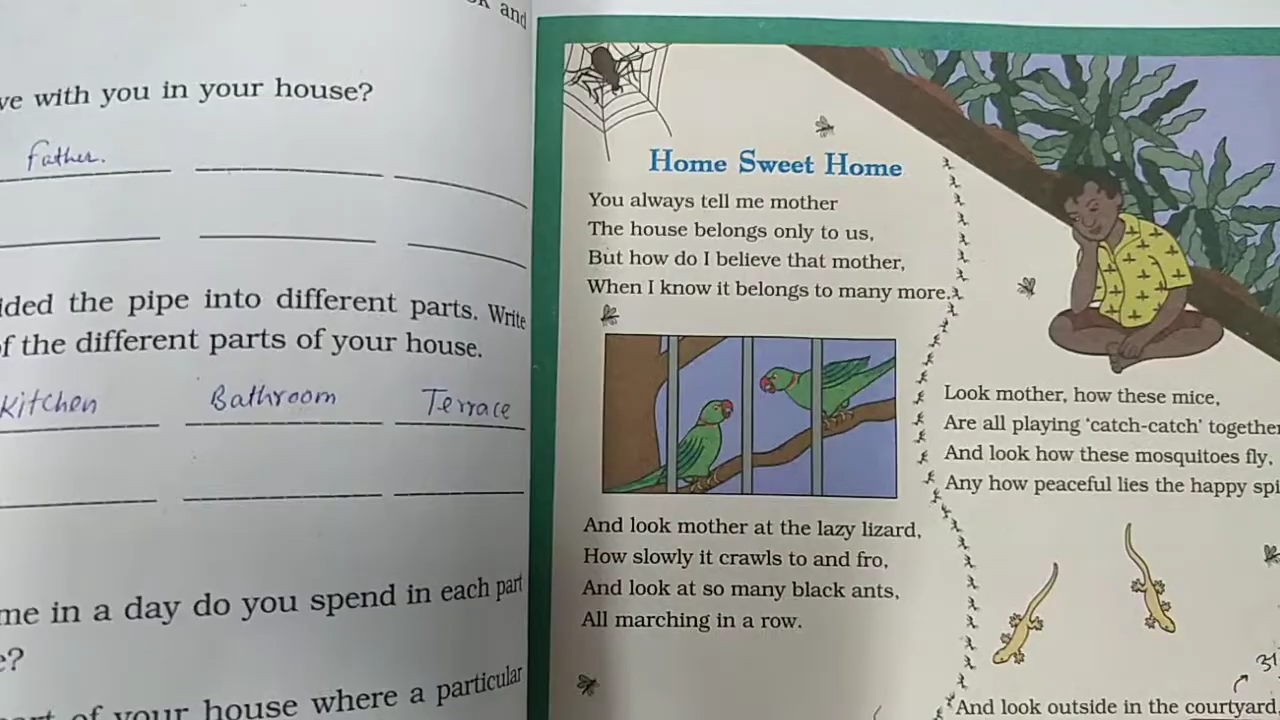 and
with you in your house?
Father.
the pipe into different parts. Write
of the different parts of your house.
Kitchen Bathroom Terrace
in a day do you spend in each part
of your house where a particular
Home Sweet Home
You always tell me mother
The house belongs only to us,
But how do I believe that mother,
When I know it belongs to many more.
And look mother at the lazy lizard,
How slowly it crawls to and fro,
And look at so many black ants,
All marching in a row.
Look mother, how these mice,
Are all playing 'catch-catch' together
And look how these mosquitoes fly,
Any how peaceful lies the happy
And look outside in the courtyard,